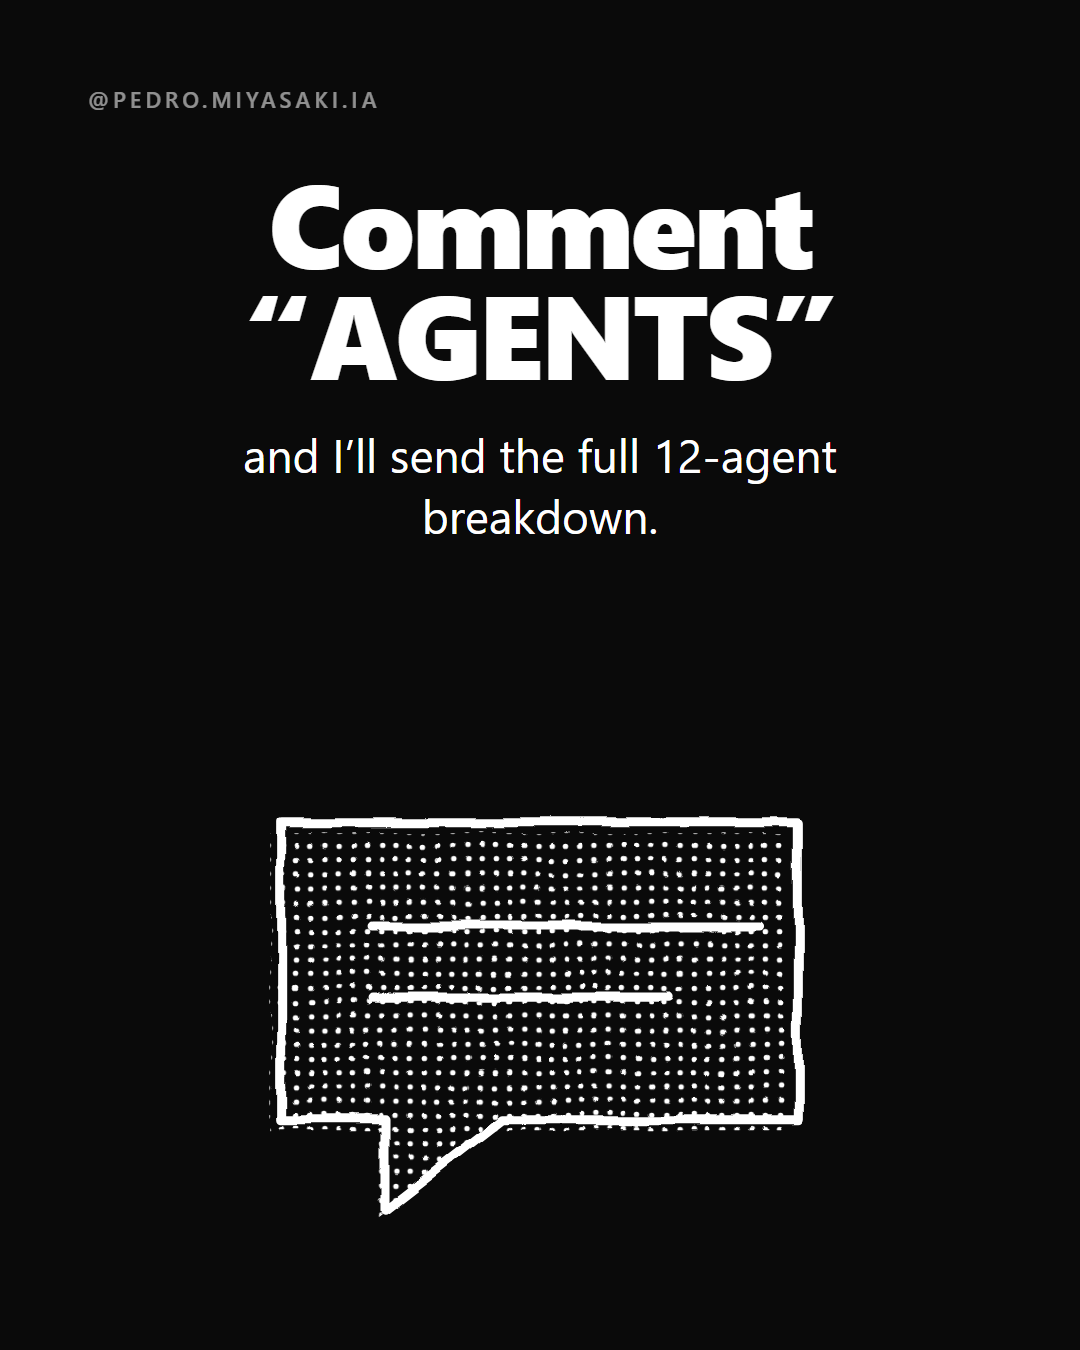 @PEDRO.MIYASAKI.IA
Comment
“AGENTS”
and I’ll send the full 12-agent
breakdown.